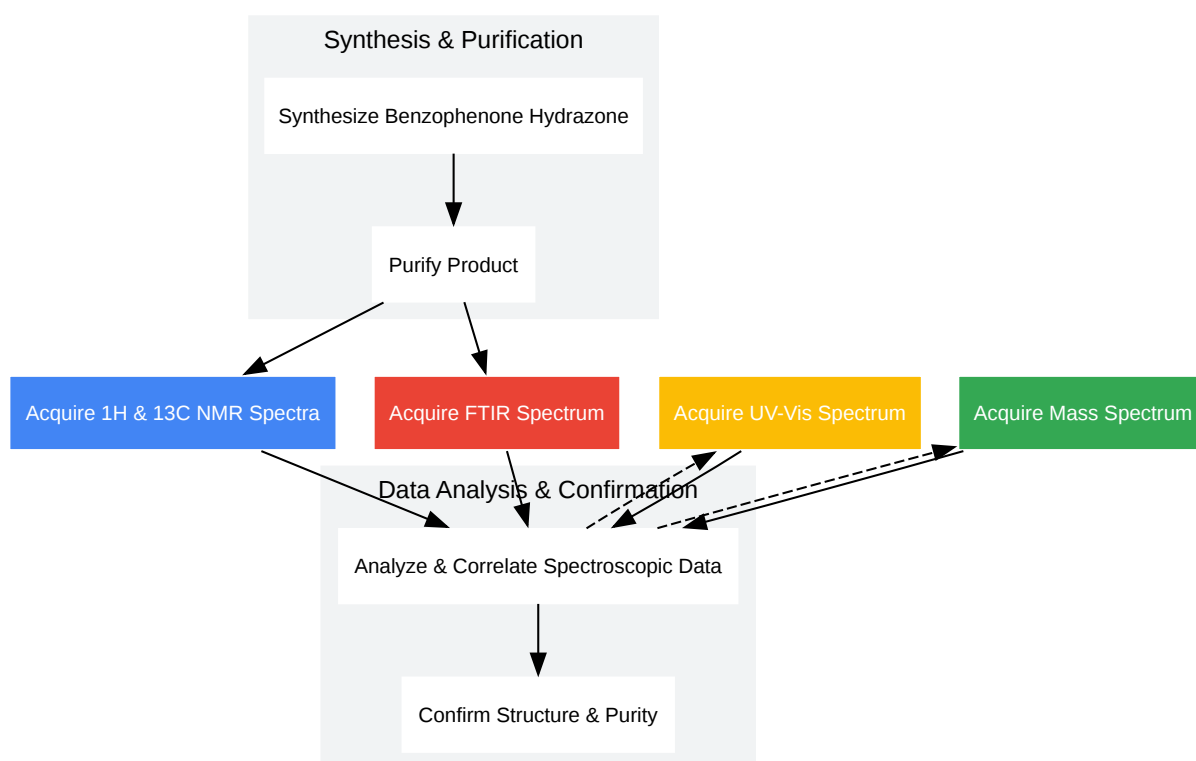 Synthesis & Purification
Synthesize Benzophenone Hydrazone
Purify Product
Acquire 1H & 13C NMR Spectra
Acquire FTIR Spectrum
Acquire UV-Vis Spectrum
Acquire Mass Spectrum
Data Analysis & Confirmation
Analyze & Correlate Spectroscopic Data
Confirm Structure & Purity